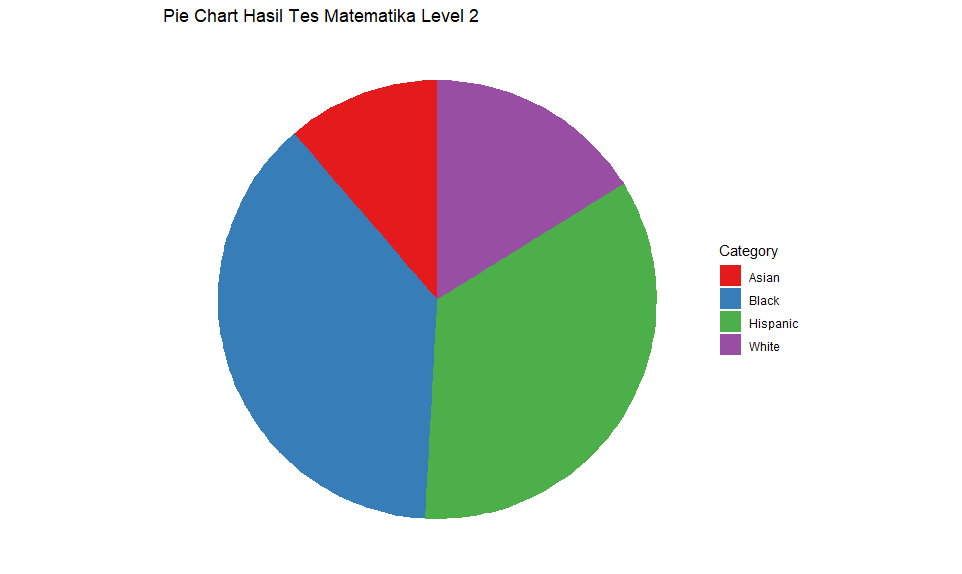 Pie Chart Hasil Tes Matematika Level 2
Category
Asian
Black
Hispanic
White